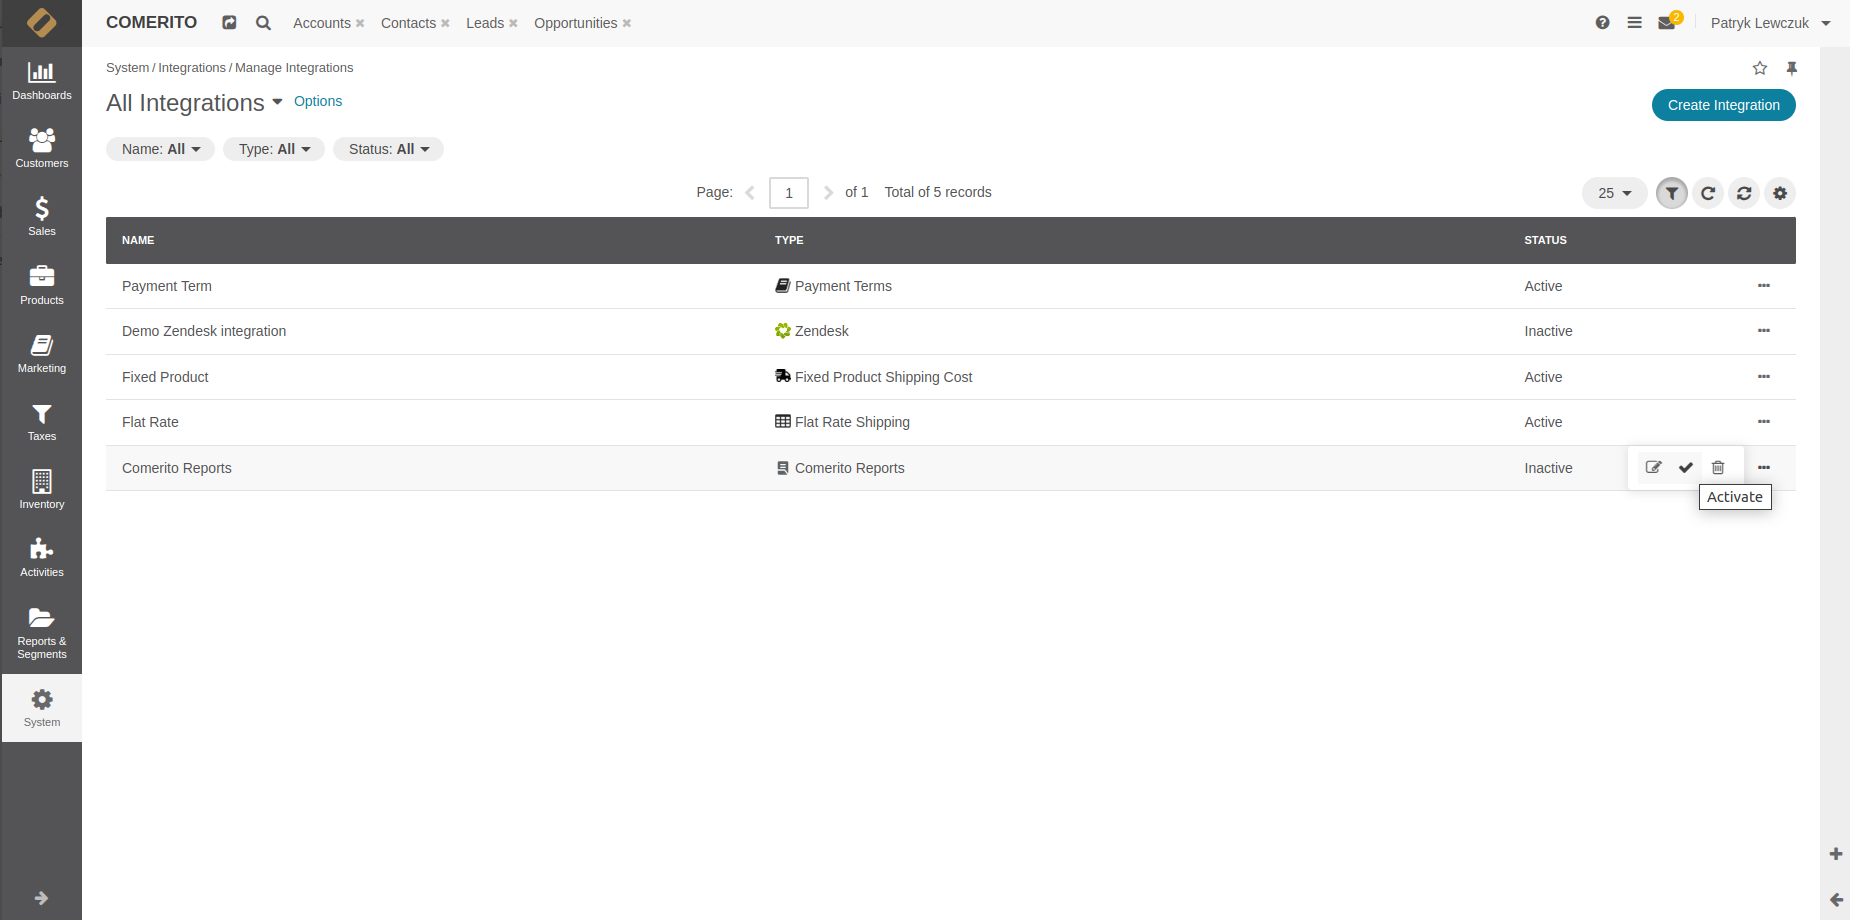 COMERITO Accounts Contacts Leads Opportunities 2 Patryk Lewczuk
System / Integrations / Manage Integrations
All Integrations Options Create Integration
Name: All Type: All Status: All
Page: 1 of 1 Total of 5 records 25
NAME TYPE STATUS
Payment Term Payment Terms Active
Demo Zendesk integration Zendesk Inactive
Fixed Product Fixed Product Shipping Cost Active
Flat Rate Flat Rate Shipping Active
Comerito Reports Comerito Reports Inactive
Activate
Dashboards
Customers
Sales
Products
Marketing
Taxes
Inventory
Activities
Reports &
Segments
System